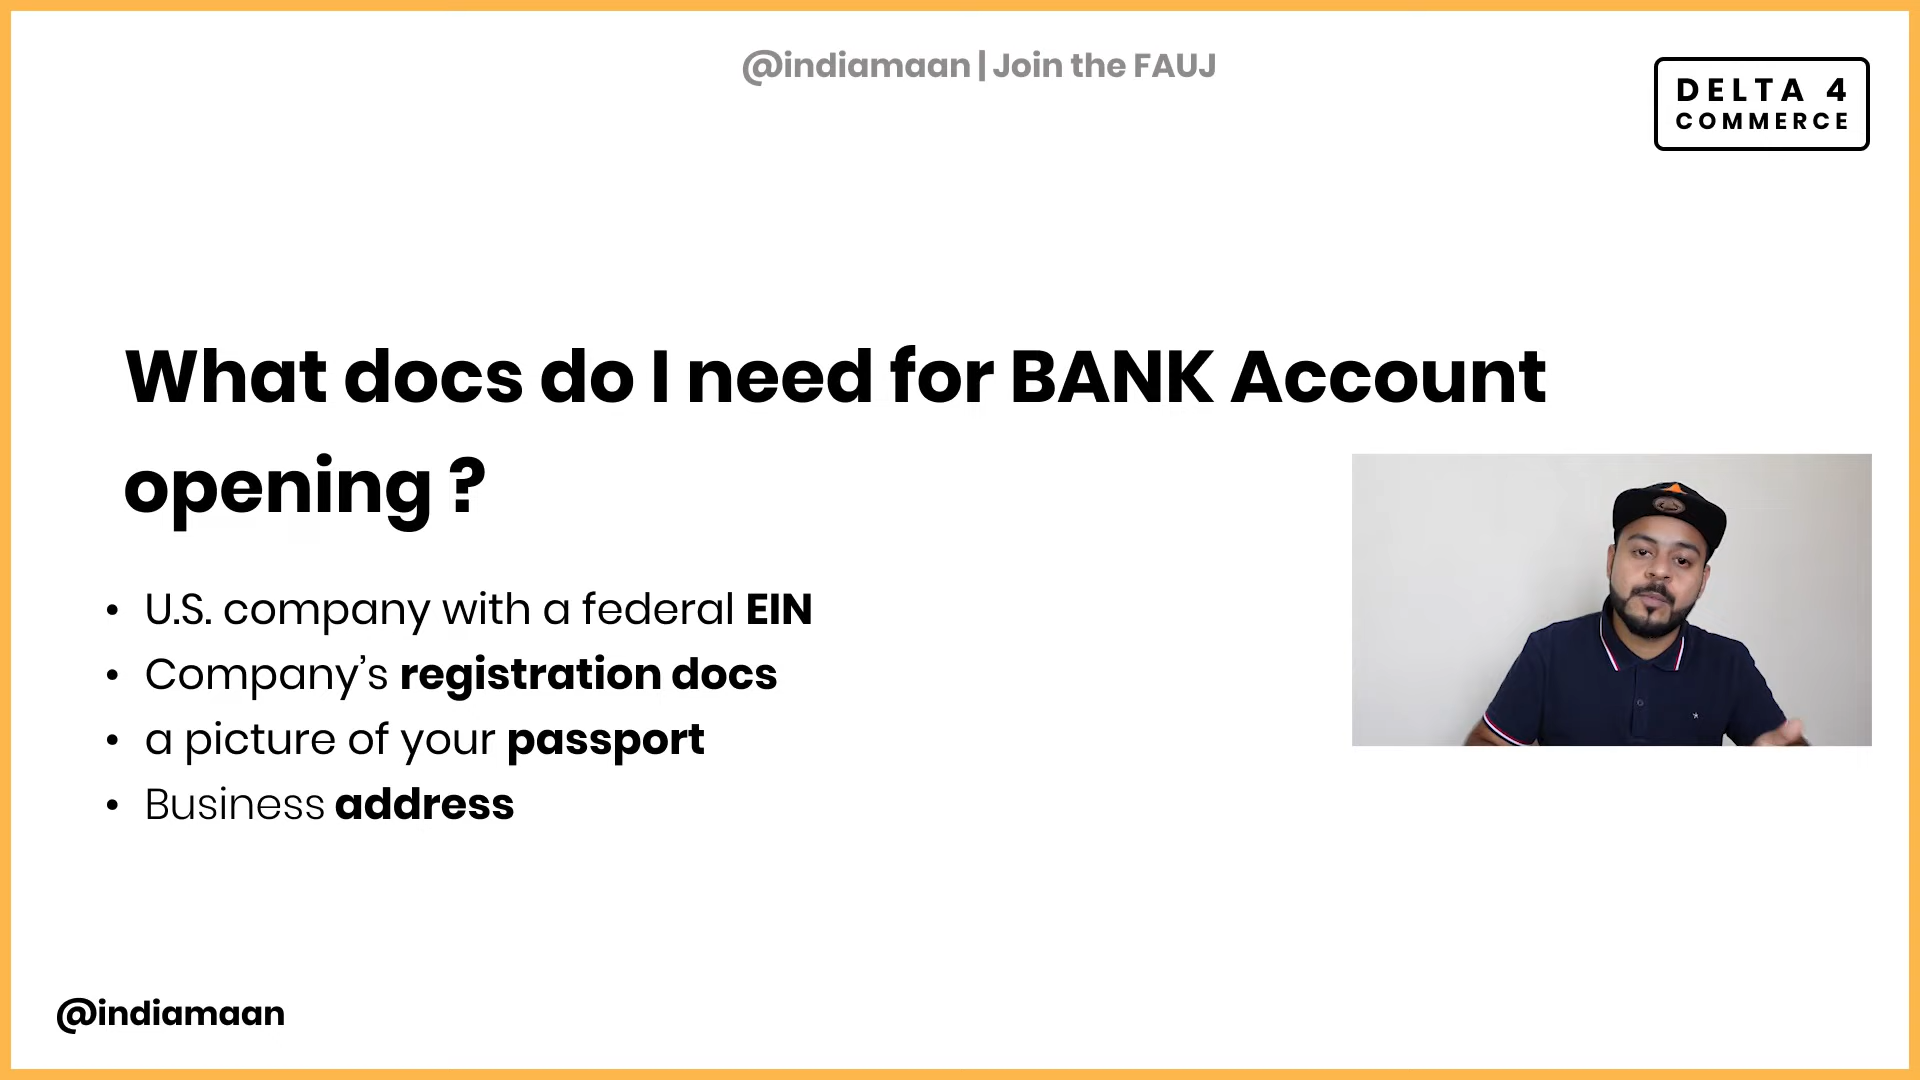 @indiamaan | Join the FAUJ
DELTA 4
COMMERCE
What docs do I need for BANK Account
opening ?
• U.S. company with a federal EIN
• Company’s registration docs
• a picture of your passport
• Business address
@indiamaan